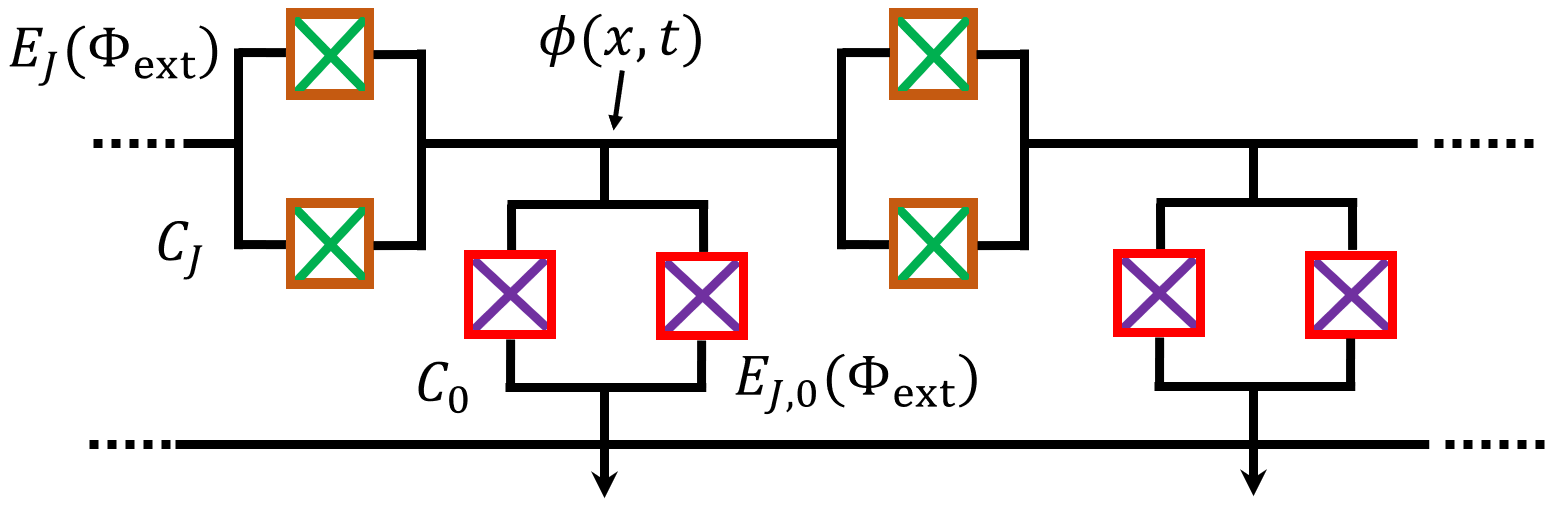 E_J(Φ_ext)
ϕ(x, t)
C_J
C_0
E_{J,0}(Φ_ext)